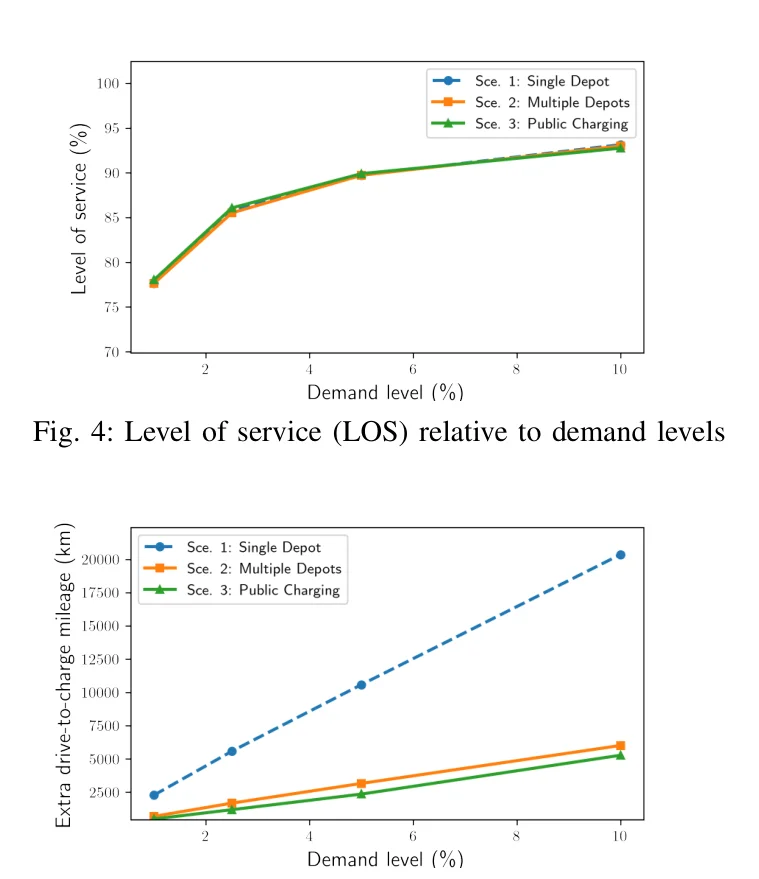 100
95
90
85
80
75
70
Level of service (%)
Sce. 1: Single Depot
Sce. 2: Multiple Depots
Sce. 3: Public Charging
2 4 6 8 10
Demand level (%)
Fig. 4: Level of service (LOS) relative to demand levels
20000
17500
15000
12500
10000
7500
5000
2500
Extra drive-to-charge mileage (km)
Sce. 1: Single Depot
Sce. 2: Multiple Depots
Sce. 3: Public Charging
2 4 6 8 10
Demand level (%)